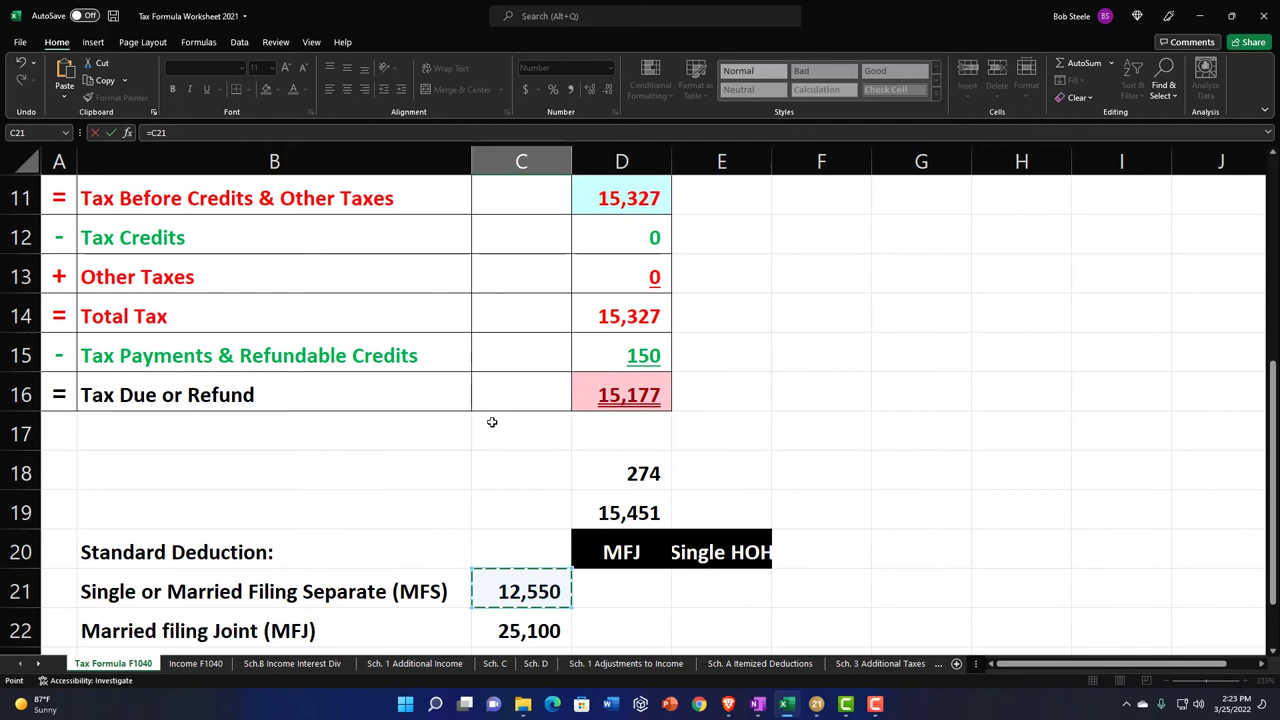 AutoSave Off Tax Formula Worksheet 2021 Search (Alt+Q) Bob Steele BS
File Home Insert Page Layout Formulas Data Review View Help Comments Share
Undo
Paste
Cut
Copy
Format Painter
Clipboard
11
B I U
Font
Wrap Text
Merge & Center
Alignment
Number
$ % 9
Number
Conditional Formatting
Format as Table
Normal Bad Good
Neutral Calculation Check Cell
Styles
Insert Delete Format
Cells
AutoSum
Fill
Clear
Sort & Filter
Find & Select
Editing
Analyze Data
Analysis
C21 fx =C21
A B C D E F G H I J
11 = Tax Before Credits & Other Taxes 15,327
12 - Tax Credits 0
13 + Other Taxes 0
14 = Total Tax 15,327
15 - Tax Payments & Refundable Credits 150
16 = Tax Due or Refund 15,177
17
18 274
19 15,451
20 Standard Deduction: MFJ Single HOH
21 Single or Married Filing Separate (MFS) 12,550
22 Married filing Joint (MFJ) 25,100
Tax Formula F1040 Income F1040 Sch.B Income Interest Div Sch. 1 Additional Income Sch. C Sch. D Sch. 1 Adjustments to Income Sch. A Itemized Deductions Sch. 3 Additional Taxes ...
Point Accessibility: Investigate 235%
87°F
Sunny
21
2:23 PM
3/25/2022